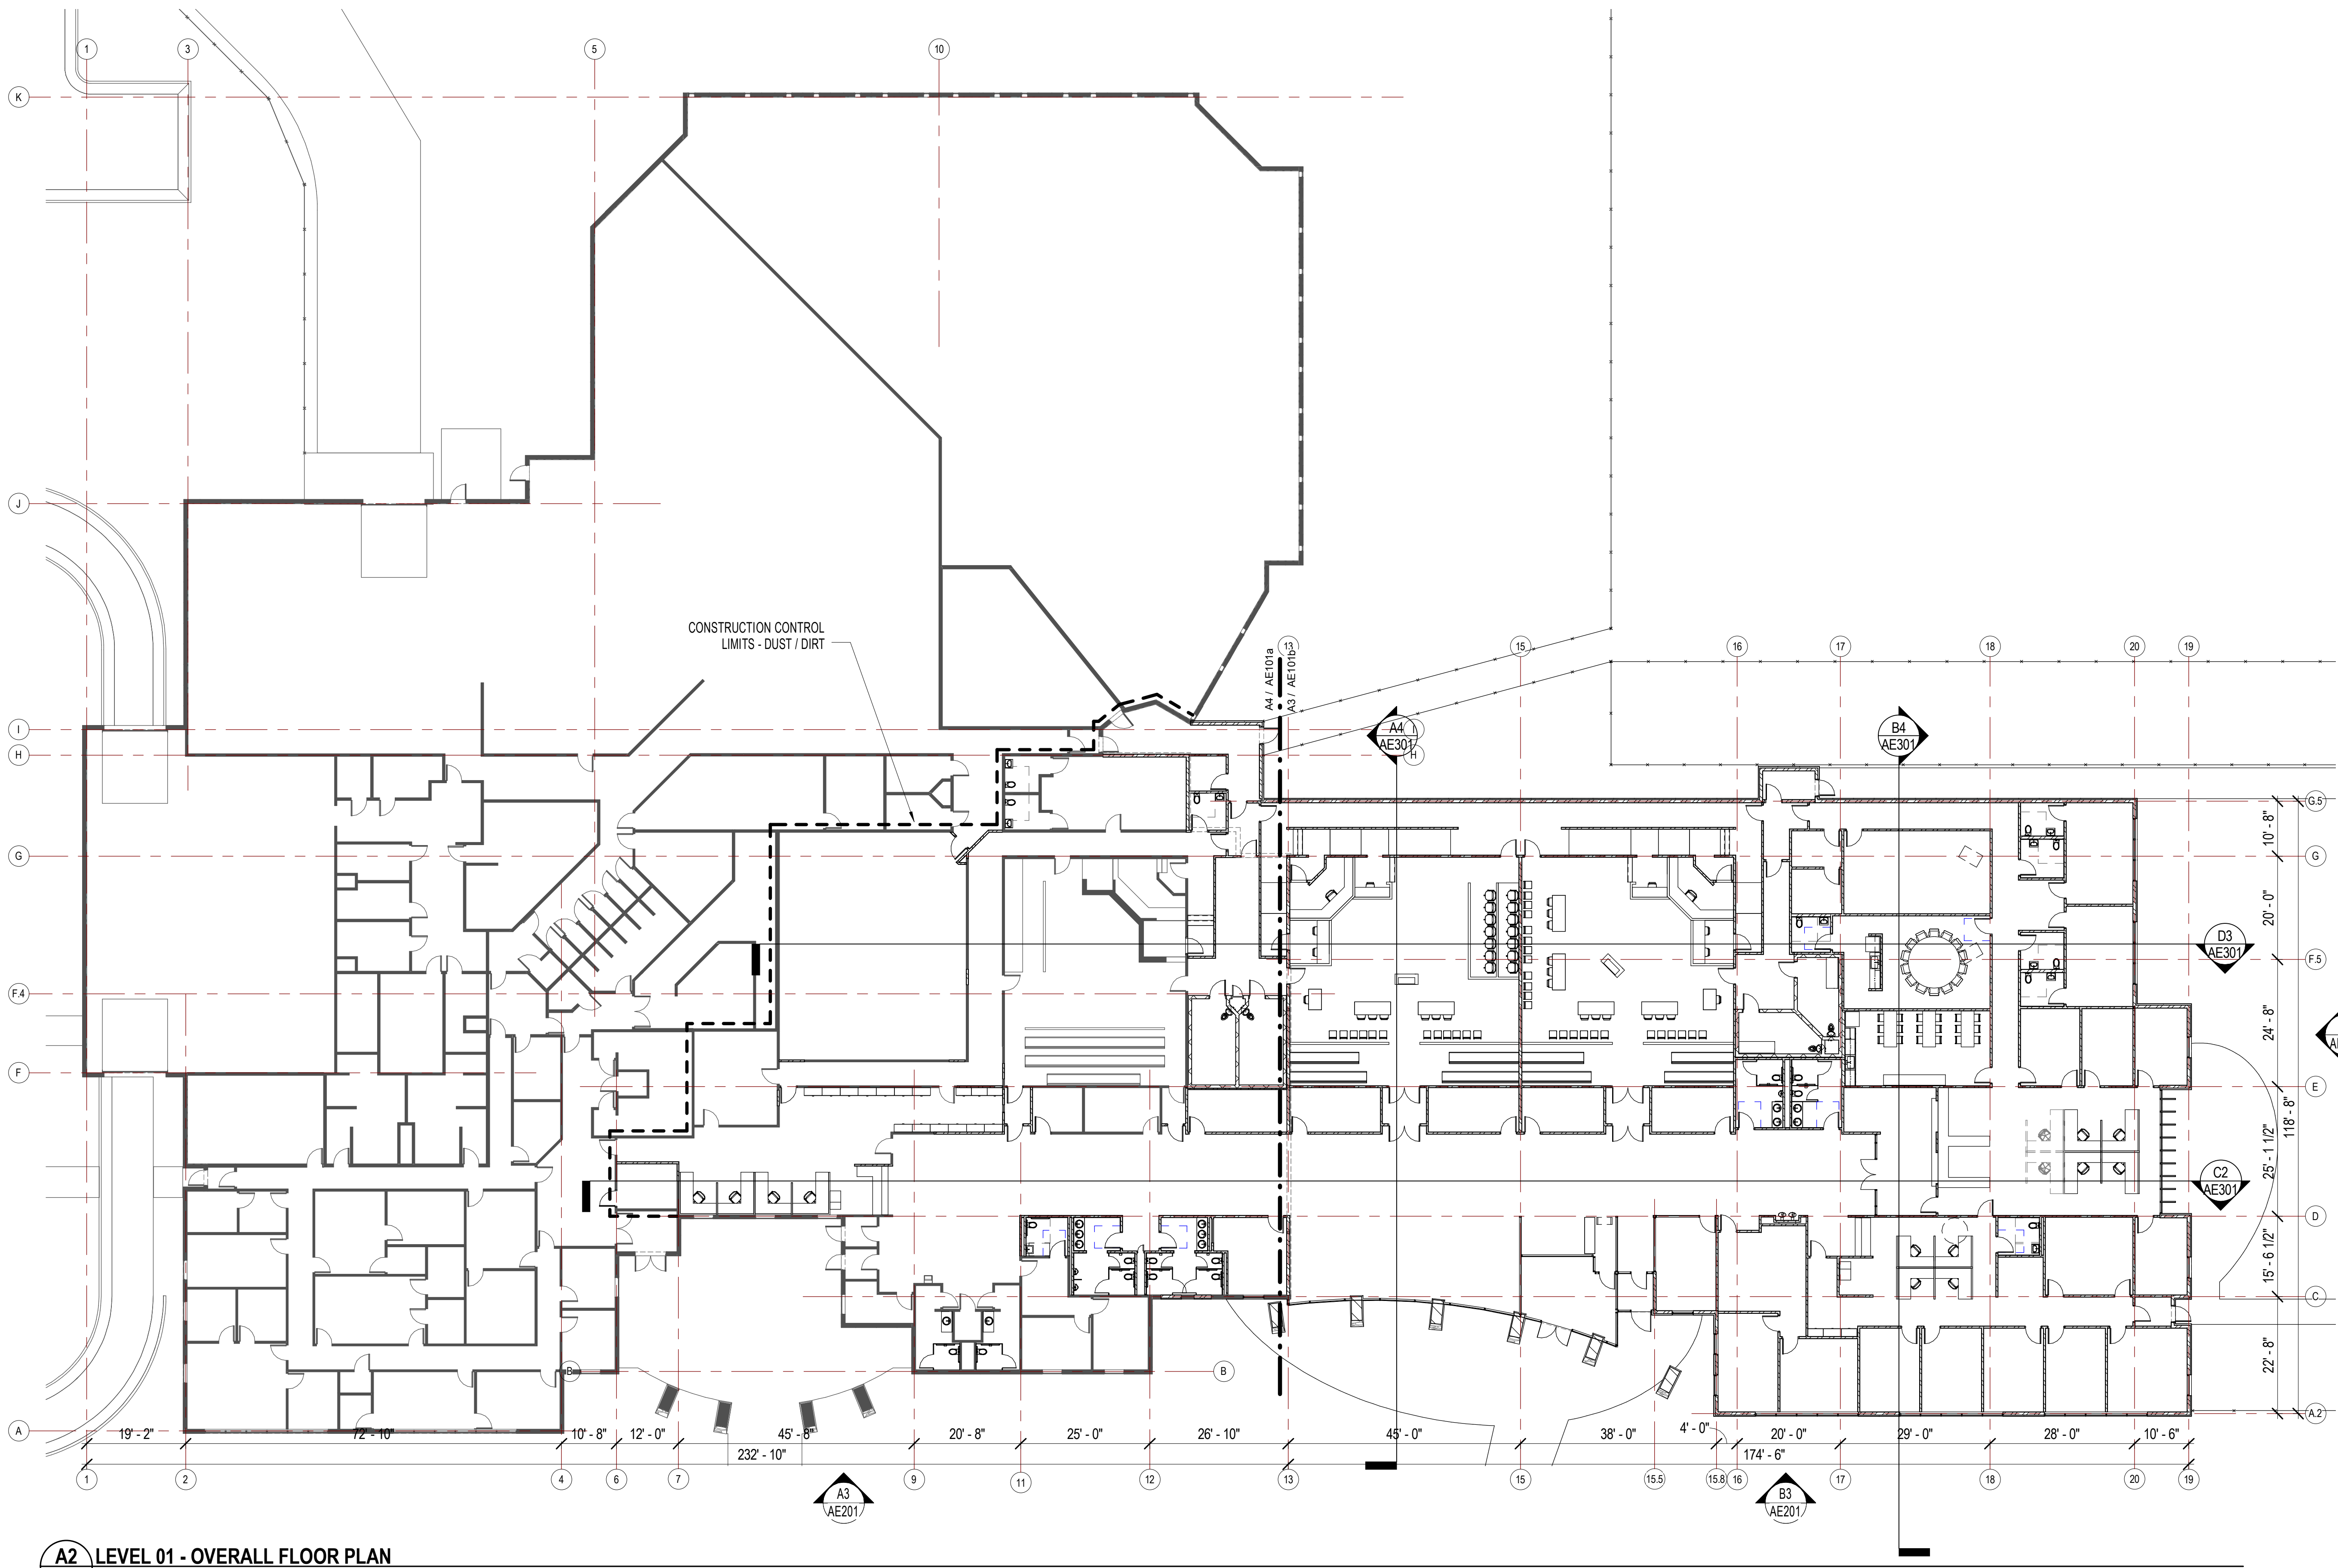 1
3
5
10
K
J
CONSTRUCTION CONTROL
LIMITS - DUST / DIRT
A4 / AE101a
A3 / AE101b
13
15
16
17
18
20
19
I
H
A4
AE301
I
H
B4
AE301
G.5
10' - 8"
G
G
20' - 0"
D3
AE301
F.5
F.4
24' - 8"
F
E
118' - 8"
25' - 1 1/2"
C2
AE301
D
15' - 6 1/2"
C
22' - 8"
B
B
A.2
A
19' - 2"
72' - 10"
10' - 8"
12' - 0"
45' - 8"
20' - 8"
25' - 0"
26' - 10"
45' - 0"
38' - 0"
4' - 0"
20' - 0"
29' - 0"
28' - 0"
10' - 6"
232' - 10"
174' - 6"
1
2
4
6
7
9
11
12
13
15
15.5
15.8
16
17
18
20
19
A3
AE201
B3
AE201
A2
LEVEL 01 - OVERALL FLOOR PLAN